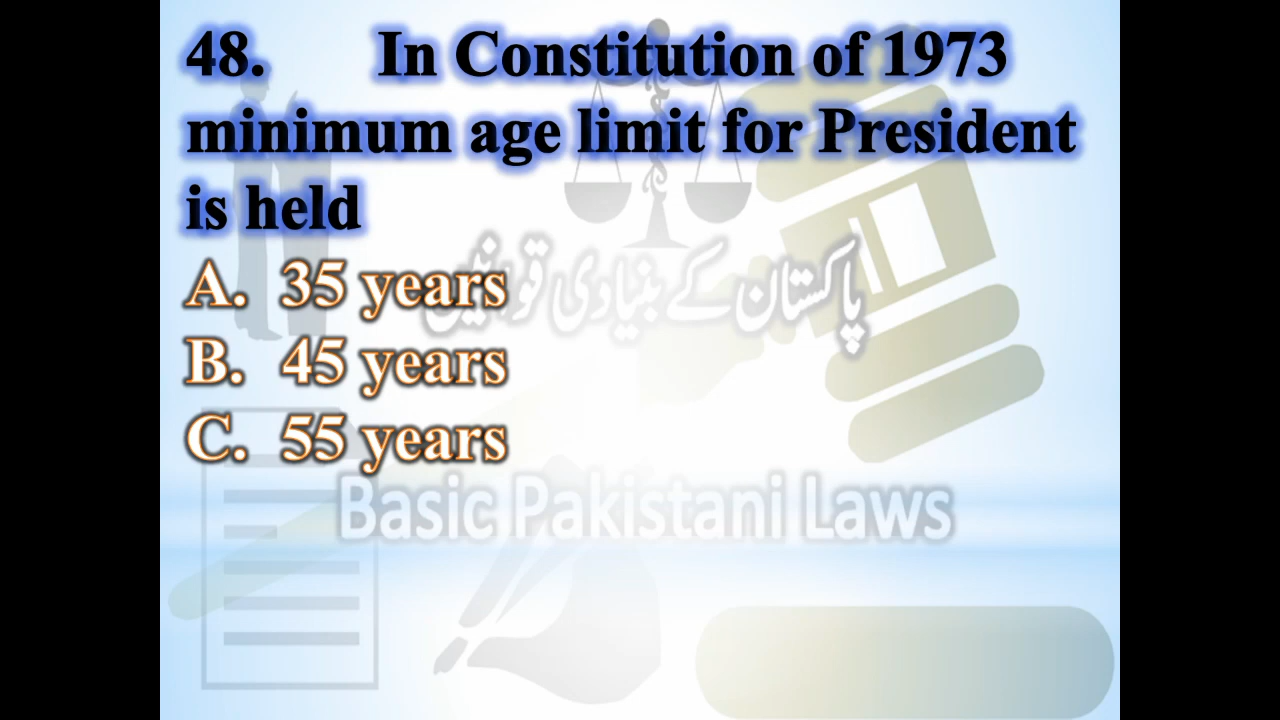 48. In Constitution of 1973
minimum age limit for President
is held
A. 35 years
پاکستان کے بنیادی قوانین
B. 45 years
C. 55 years
Basic Pakistani Laws